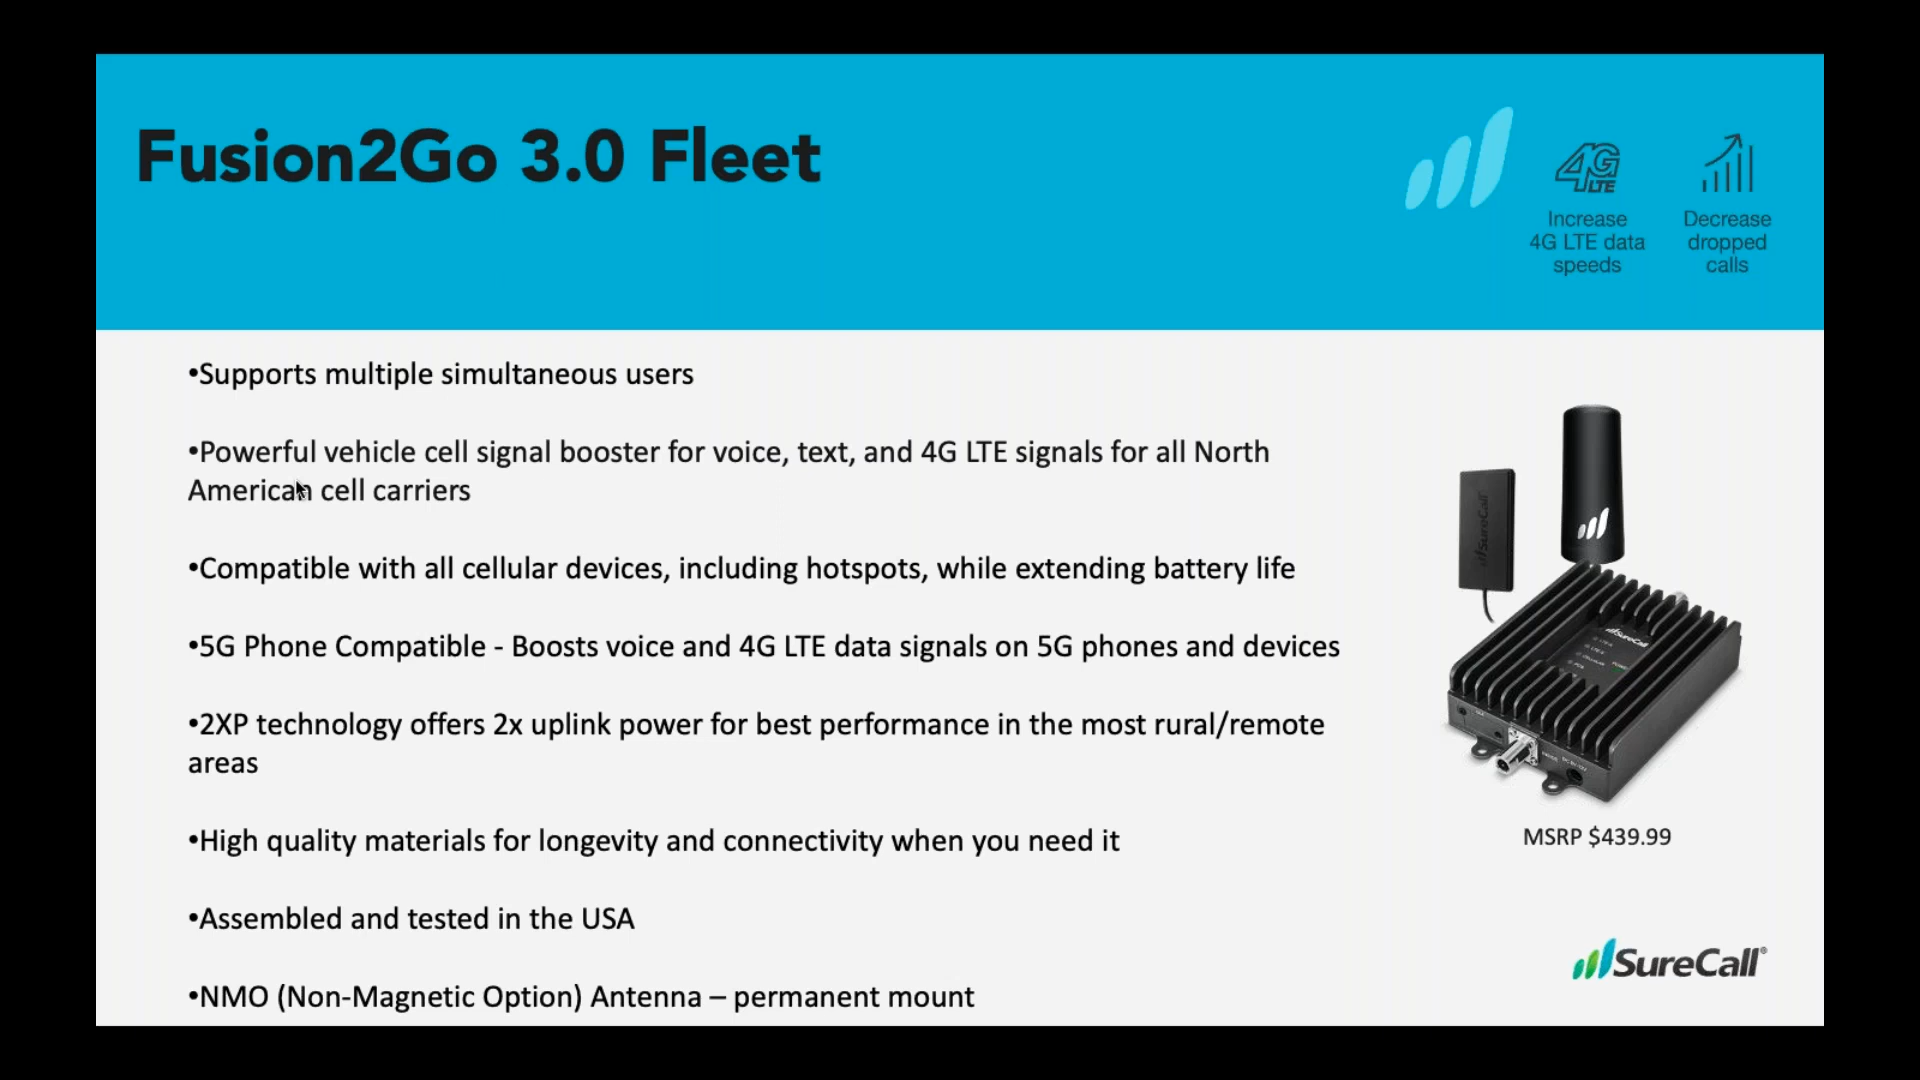 Fusion2Go 3.0 Fleet
4G
LTE
Increase
4G LTE data
speeds
Decrease
dropped
calls
•Supports multiple simultaneous users
•Powerful vehicle cell signal booster for voice, text, and 4G LTE signals for all North
American cell carriers
•Compatible with all cellular devices, including hotspots, while extending battery life
•5G Phone Compatible - Boosts voice and 4G LTE data signals on 5G phones and devices
•2XP technology offers 2x uplink power for best performance in the most rural/remote
areas
•High quality materials for longevity and connectivity when you need it
•Assembled and tested in the USA
•NMO (Non-Magnetic Option) Antenna – permanent mount
SureCall
SureCall
MSRP $439.99
SureCall®